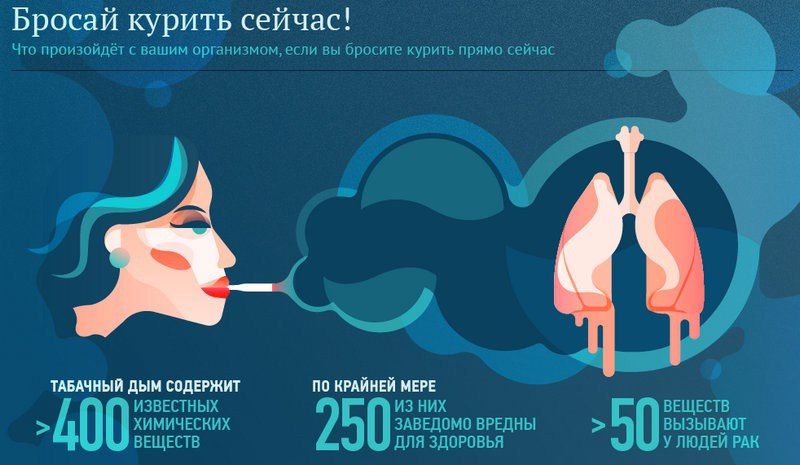 Бросай курить сейчас!
Что произойдёт с вашим организмом, если вы бросите курить прямо сейчас
ТАБАЧНЫЙ ДЫМ СОДЕРЖИТ
>400 ИЗВЕСТНЫХ
ХИМИЧЕСКИХ
ВЕЩЕСТВ
ПО КРАЙНЕЙ МЕРЕ
250 ИЗ НИХ
ЗАВЕДОМО ВРЕДНЫ
ДЛЯ ЗДОРОВЬЯ
>50 ВЕЩЕСТВ
ВЫЗЫВАЮТ
У ЛЮДЕЙ РАК